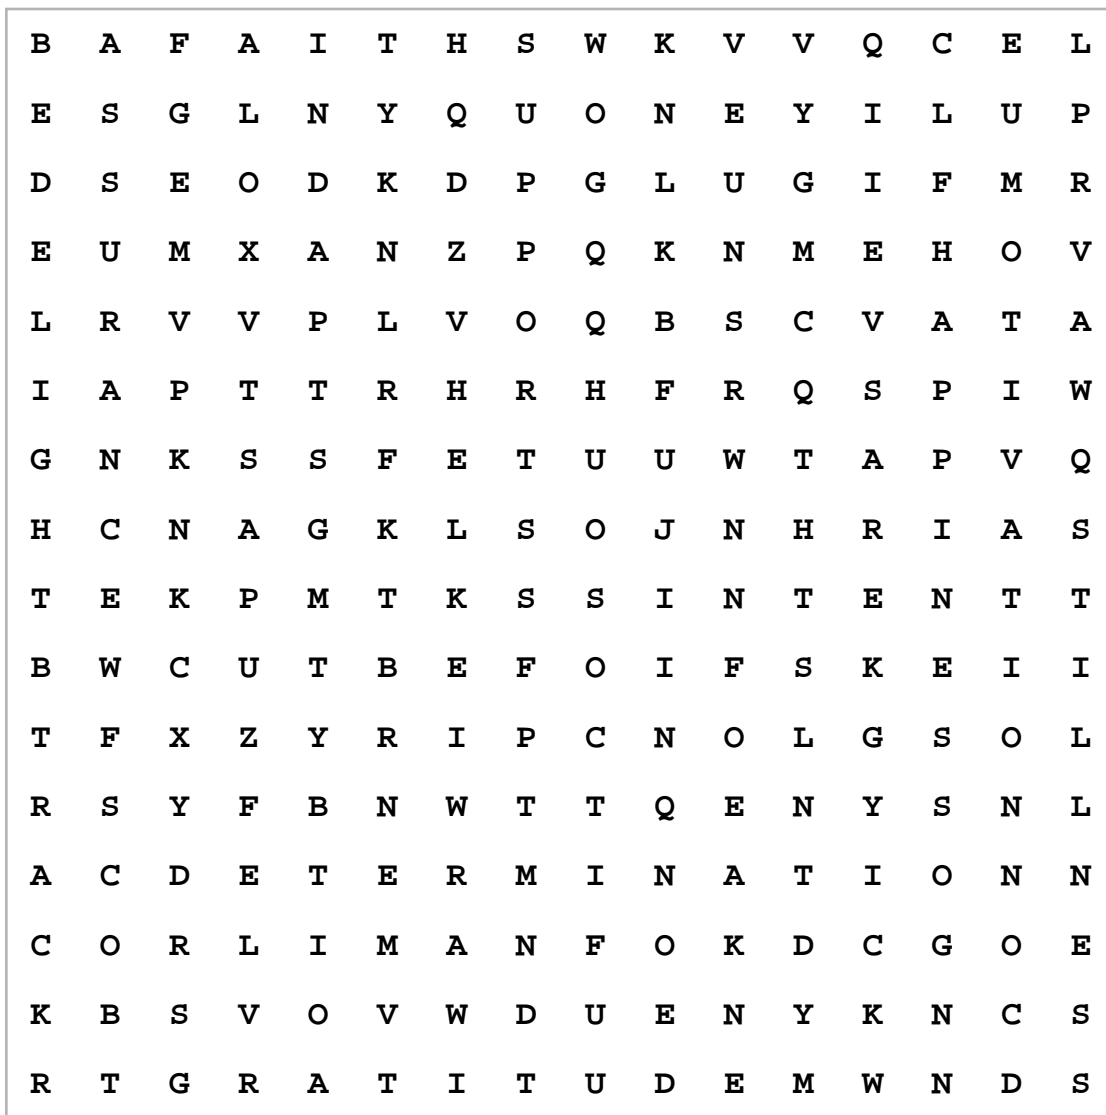 B A F A I T H S W K V V Q C E L
E S G L N Y Q U O N E Y I L U P
D S E O D K D P G L U G I F M R
E U M X A N Z P Q K N M E H O V
L R V V P L V O Q B S C V A T A
I A P T T R H R H F R Q S P I W
G N K S S F E T U U W T A P V Q
H C N A G K L S O J N H R I A S
T E K P M T K S S I N T E N T T
B W C U T B E F O I F S K E I I
T F X Z Y R I P C N O L G S O L
R S Y F B N W T T Q E N Y S N L
A C D E T E R M I N A T I O N N
C O R L I M A N F O K D C G O E
K B S V O V W D U E N Y K N C S
R T G R A T I T U D E M W N D S